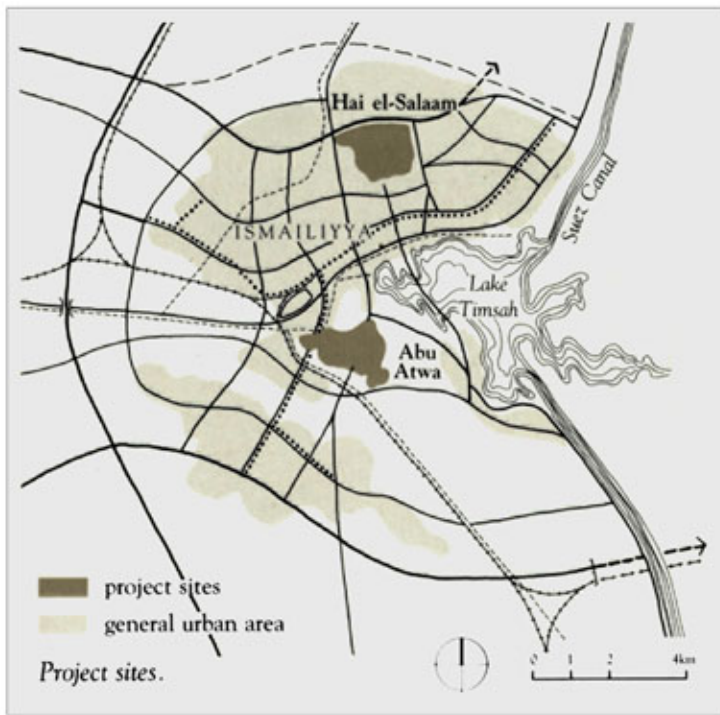 Hai el-Salaam
Suez Canal
ISMAILIYYA
Lake
Timsah
Abu
Atwa
project sites
general urban area
Project sites.
0 1 2 4km